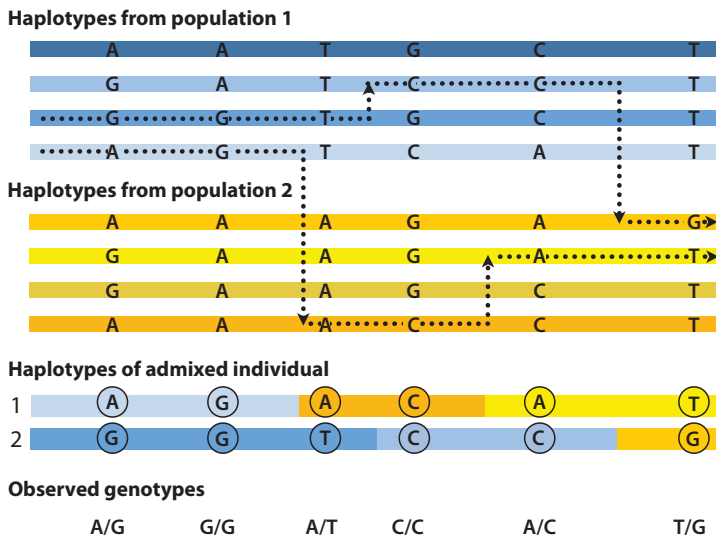 Haplotypes from population 1
A A T G C T
G A T C C T
G G T G C T
A G T C A T
Haplotypes from population 2
A A A G A G
G A A G A T
G A A G C T
A A A C C T
Haplotypes of admixed individual
1 A G A C A T
2 G G T C C G
Observed genotypes
A/G G/G A/T C/C A/C T/G